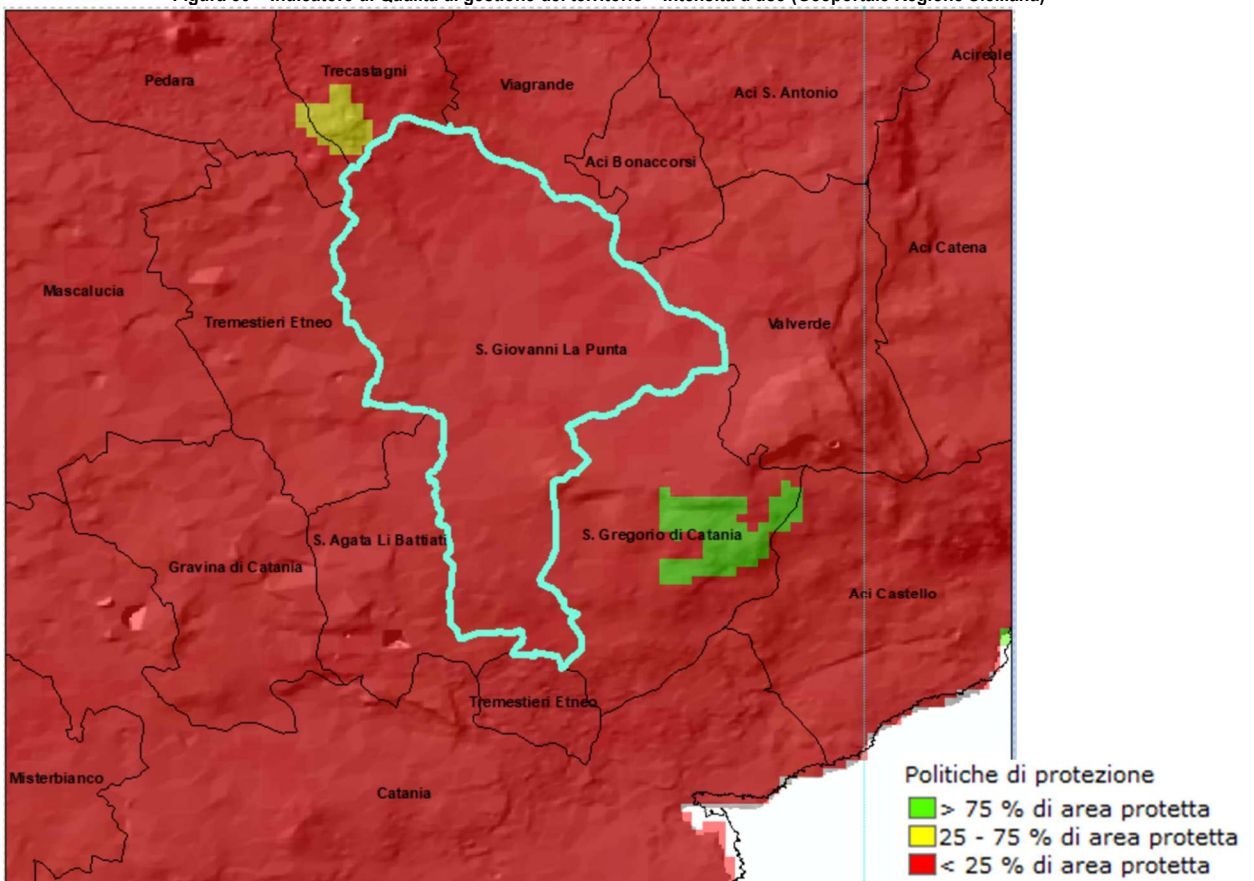 Pedara
Trecastagni
Viagrande
Aci S. Antonio
Acireale
Aci Bonaccorsi
Aci Catena
Mascalucia
Tremestieri Etneo
Valverde
S. Giovanni La Punta
S. Agata Li Battiati
S. Gregorio di Catania
Gravina di Catania
Aci Castello
Tremestieri Etneo
Misterbianco
Catania
Politiche di protezione
> 75 % di area protetta
25 - 75 % di area protetta
< 25 % di area protetta